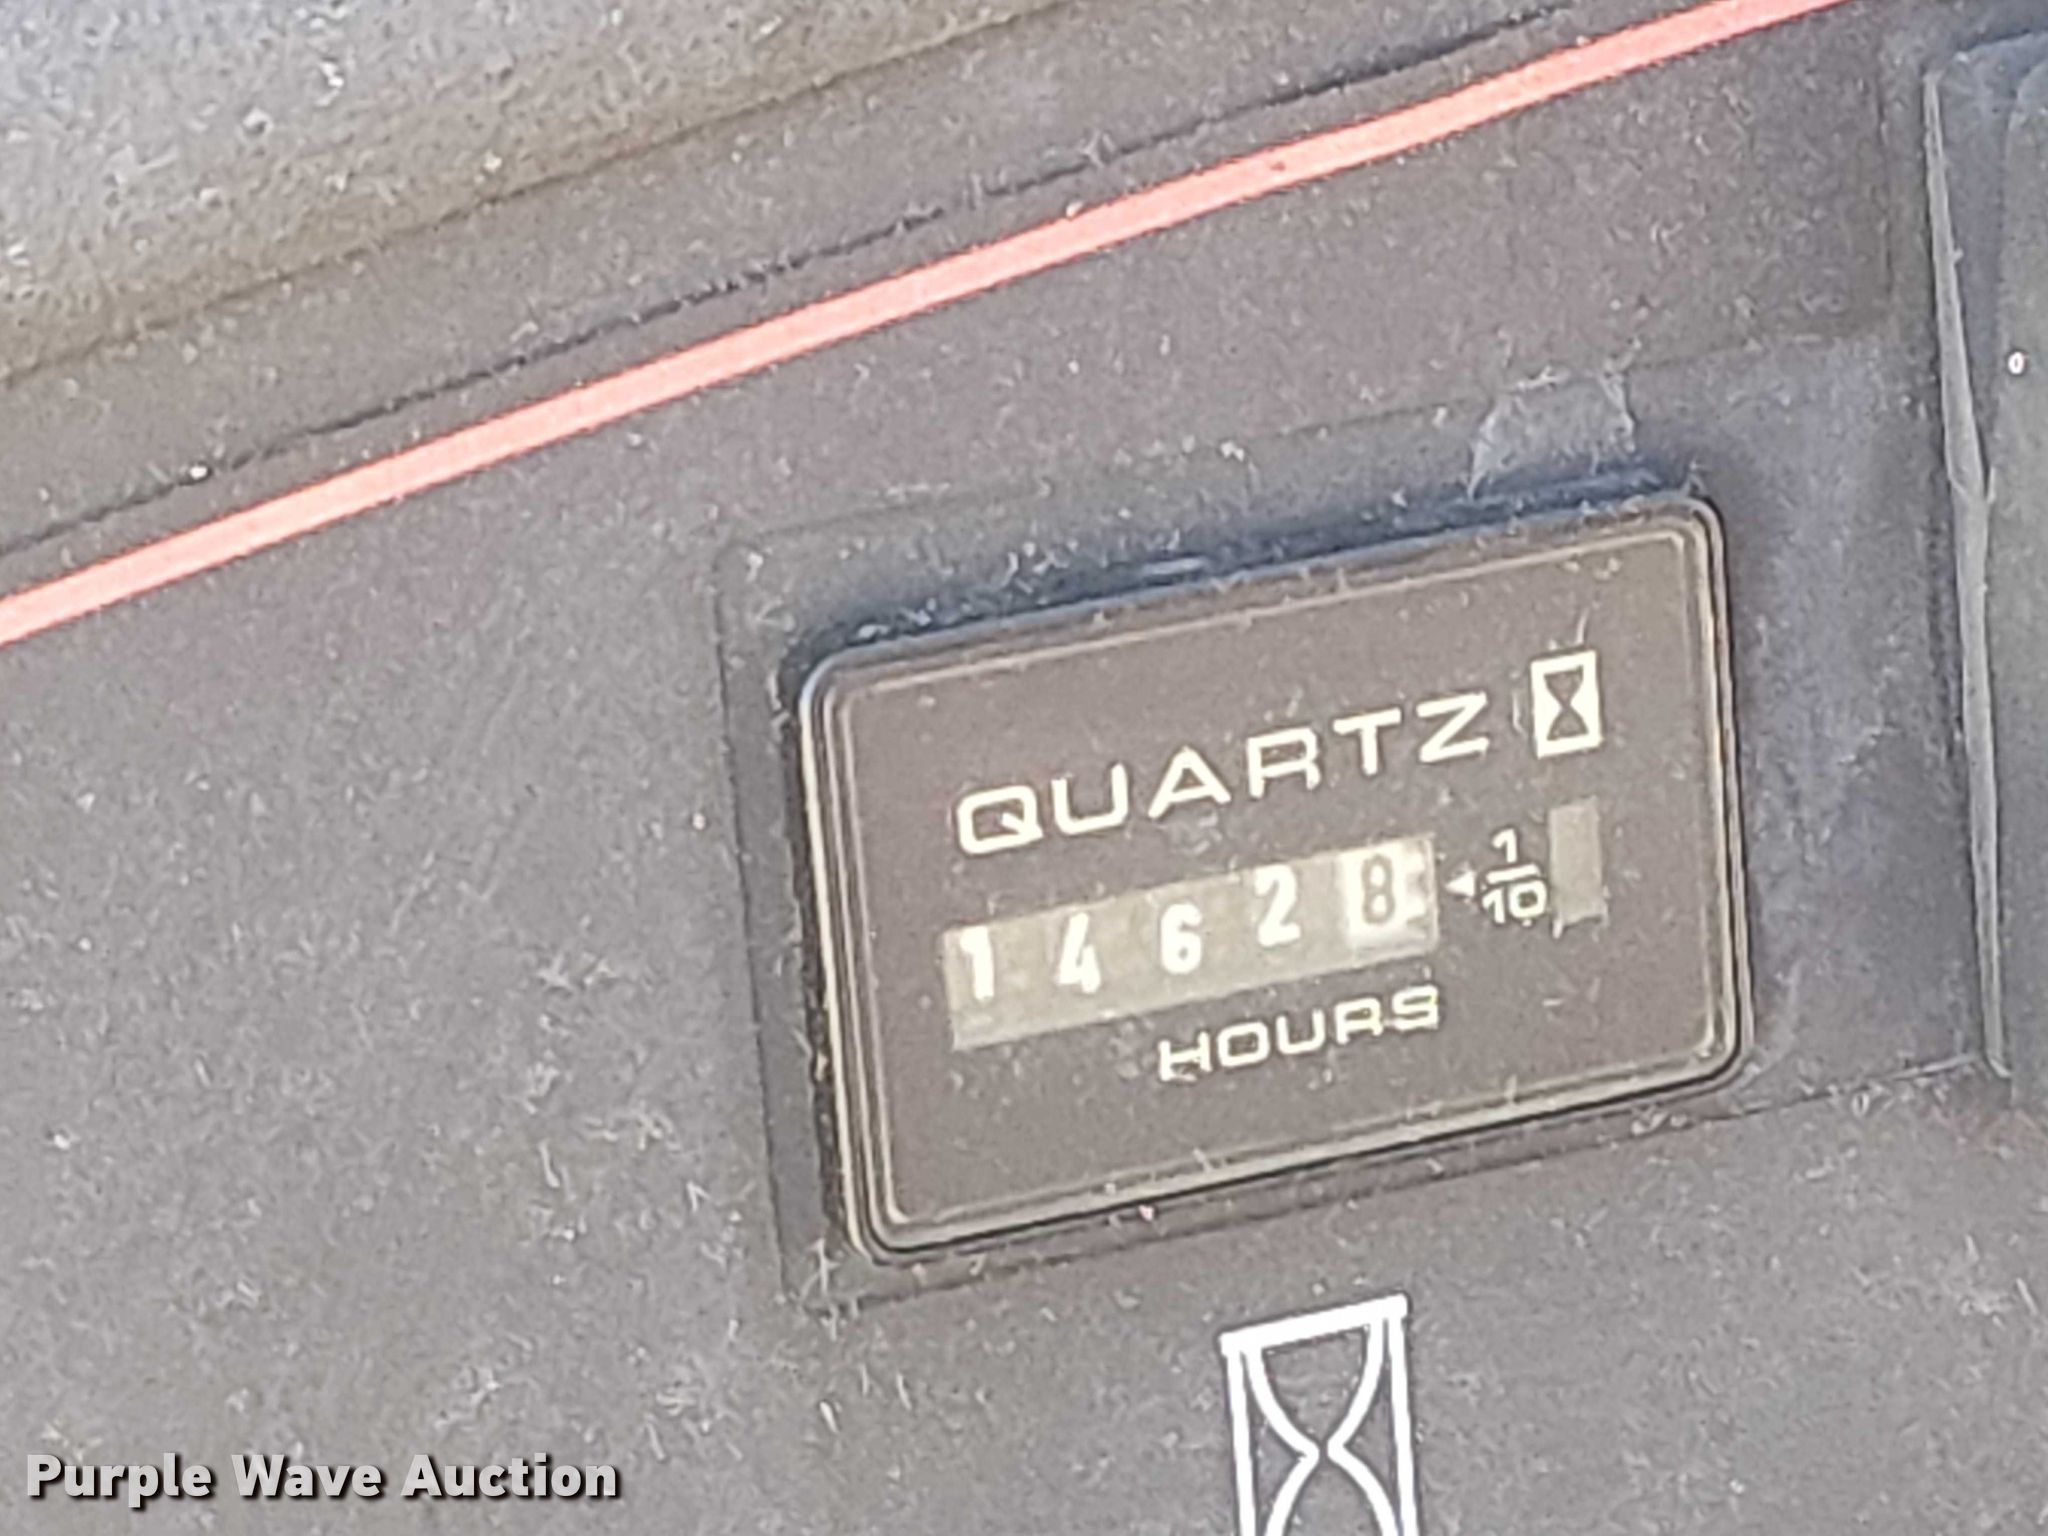 QUARTZ
14628 1/10
HOURS
Purple Wave Auction